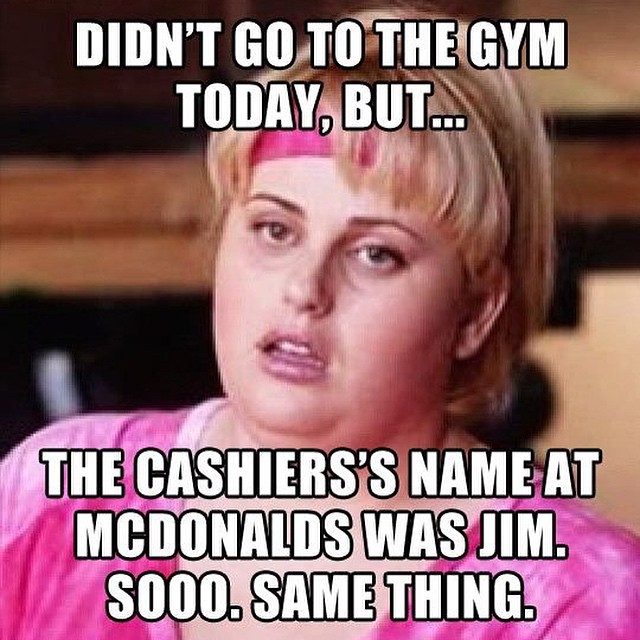 DIDN'T GO TO THE GYM
TODAY, BUT...
THE CASHIERS'S NAME AT
MCDONALDS WAS JIM.
SOOO. SAME THING.